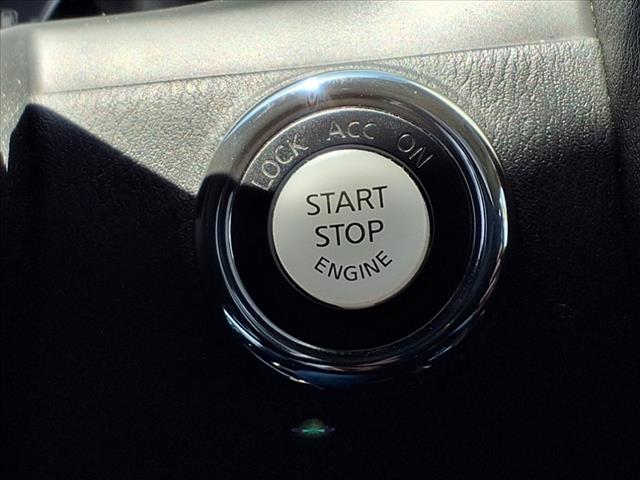 LOCK ACC ON
START
STOP
ENGINE